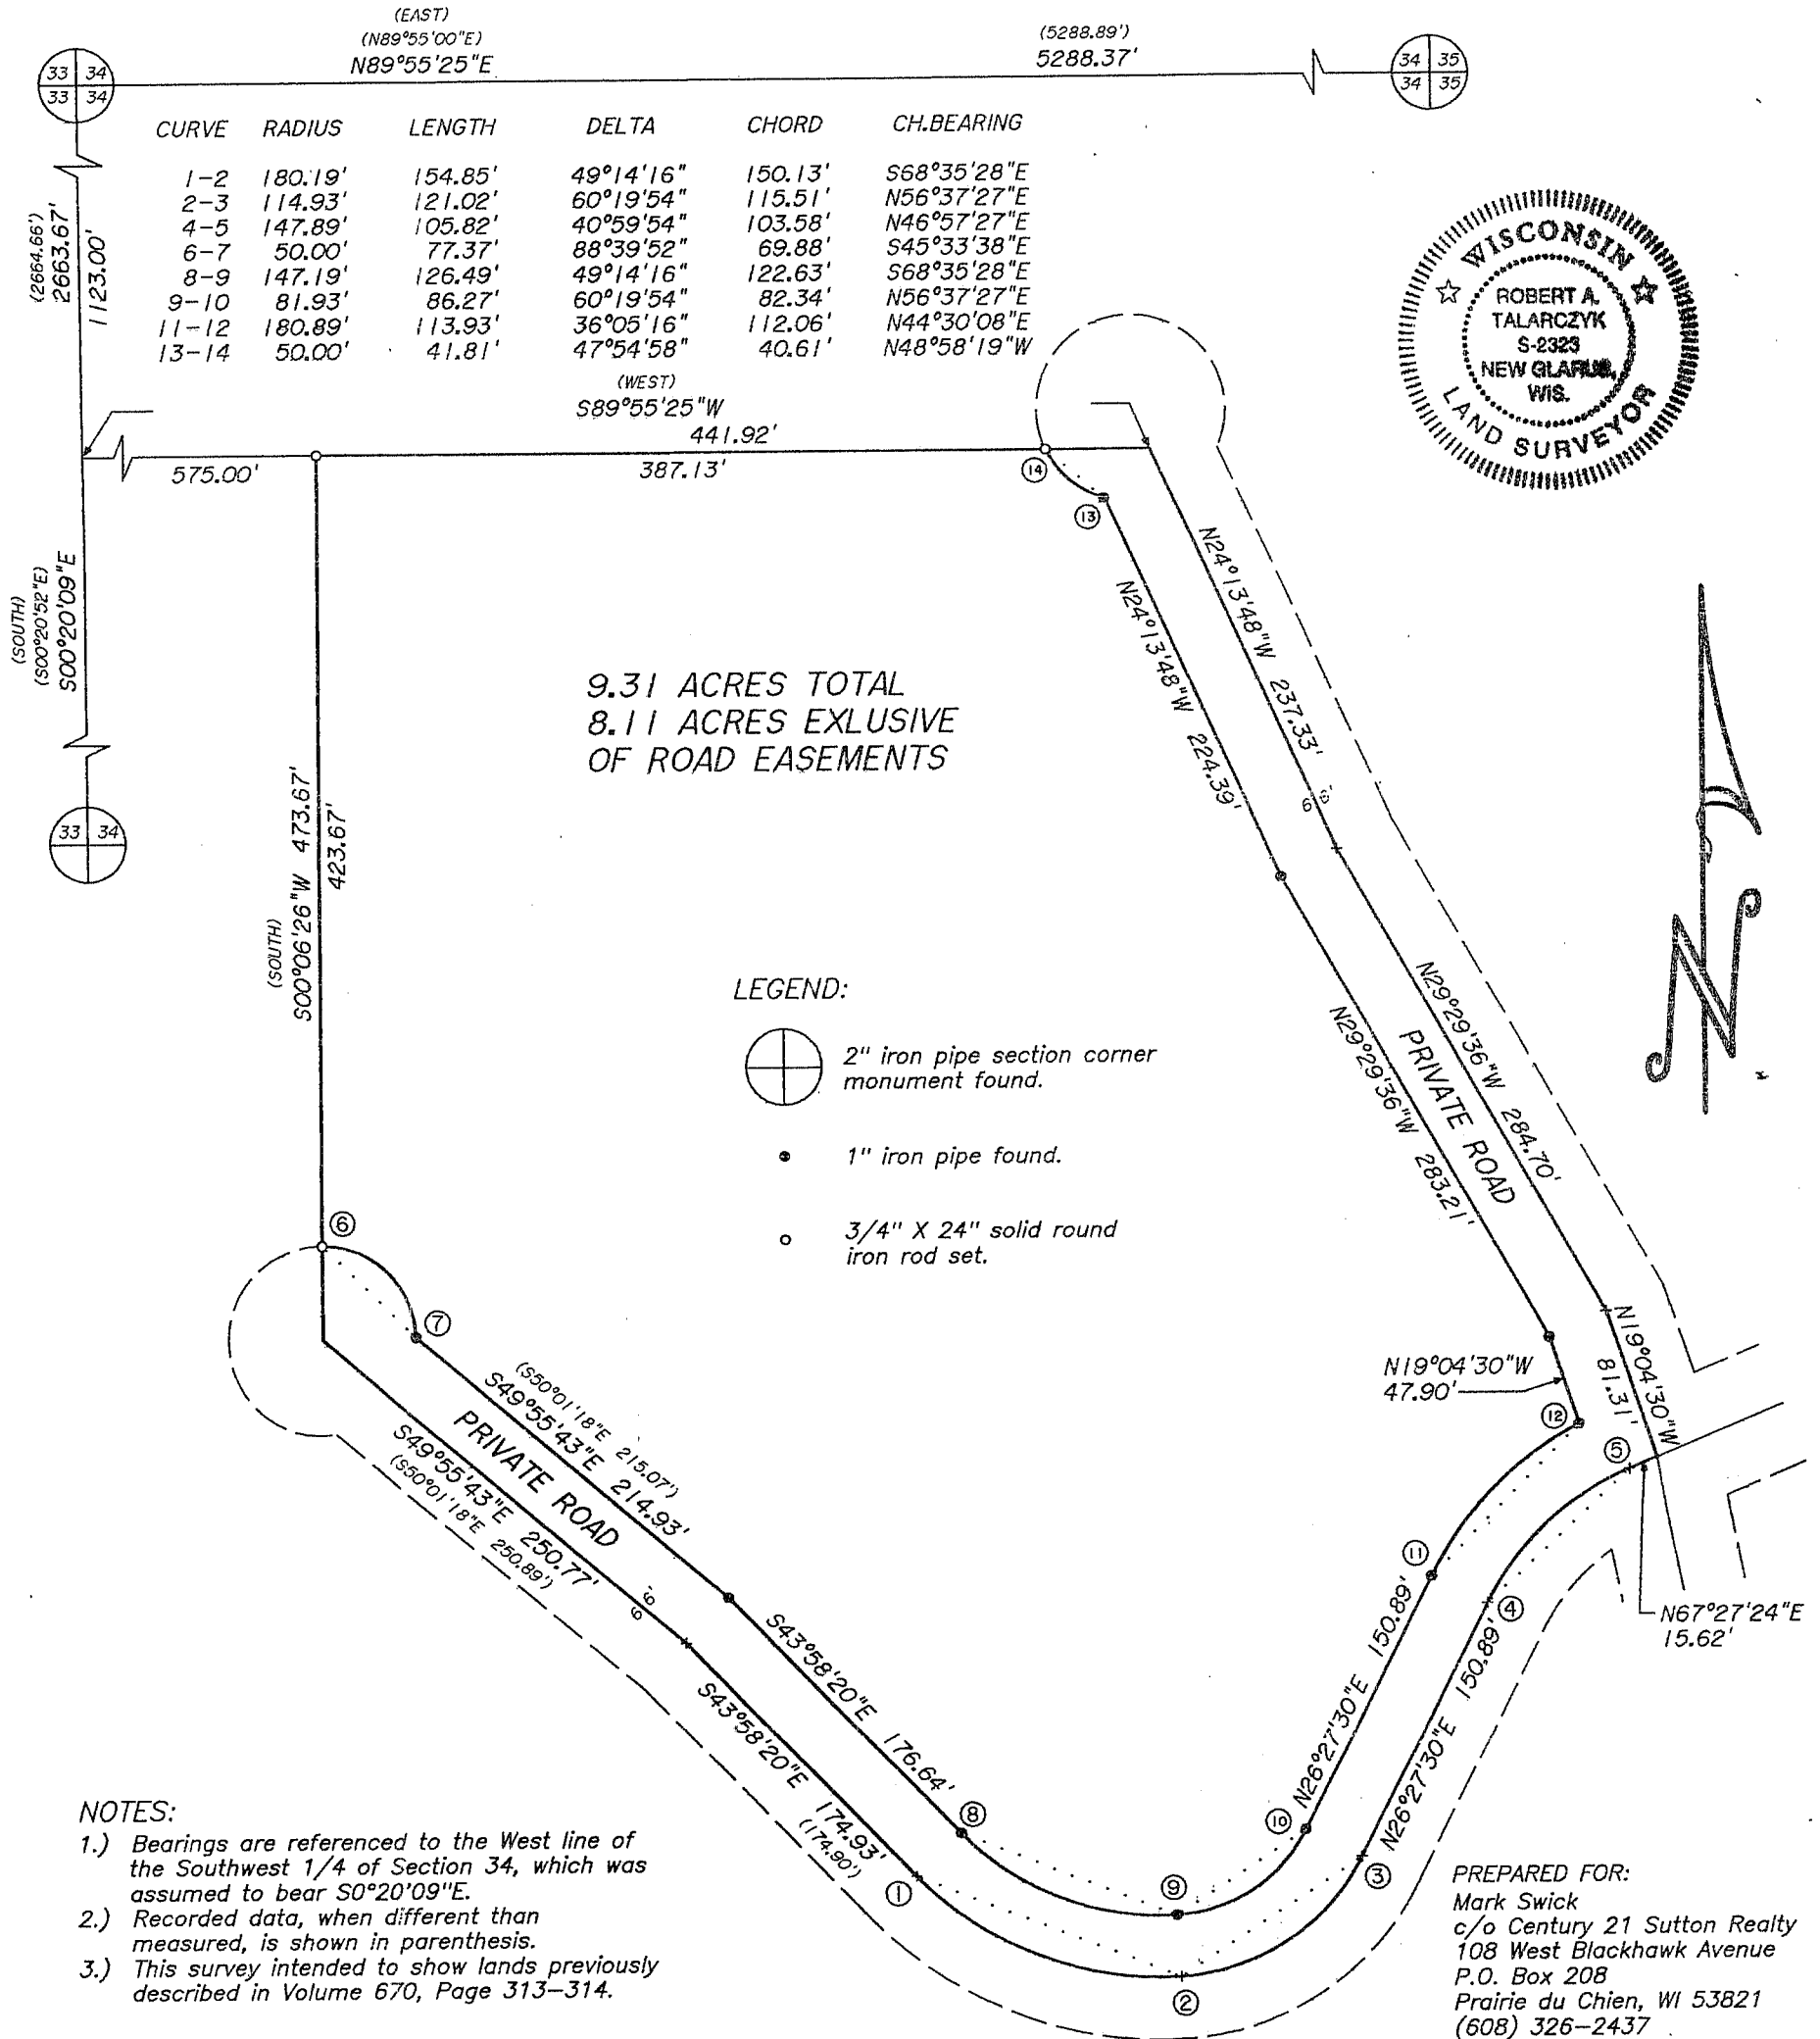 (EAST)
(N89°55'00"E)
N89°55'25"E
(5288.89')
5288.37'
33 34
33 34
34 35
34 35
CURVE RADIUS LENGTH DELTA CHORD CH.BEARING
1-2 180.19' 154.85' 49°14'16" 150.13' S68°35'28"E
2-3 114.93' 121.02' 60°19'54" 115.51' N56°37'27"E
4-5 147.89' 105.82' 40°59'54" 103.58' N46°57'27"E
6-7 50.00' 77.37' 88°39'52" 69.88' S45°33'38"E
8-9 147.19' 126.49' 49°14'16" 122.63' S68°35'28"E
9-10 81.93' 86.27' 60°19'54" 82.34' N56°37'27"E
11-12 180.89' 113.93' 36°05'16" 112.06' N44°30'08"E
13-14 50.00' 41.81' 47°54'58" 40.61' N48°58'19"W
(2664.66')
2663.67'
1123.00'
WISCONSIN
ROBERT A.
TALARCZYK
S-2323
NEW GLARUS,
WIS.
LAND SURVEYOR
(WEST)
S89°55'25"W
441.92'
575.00'
387.13'
14
13
(SOUTH)
(S00°20'52"E)
S00°20'09"E
N24°13'48"W 237.33'
N24°13'48"W 224.39'
9.31 ACRES TOTAL
8.11 ACRES EXLUSIVE
OF ROAD EASEMENTS
33 34
66'
(SOUTH)
S00°06'26"W 473.67'
423.67'
N
LEGEND:
2" iron pipe section corner
monument found.
1" iron pipe found.
3/4" X 24" solid round
iron rod set.
N29°29'36"W 284.70'
PRIVATE ROAD
N29°29'36"W 283.21'
6
7
N19°04'30"W
47.90'
N19°04'30"W
81.31'
12
5
(S50°01'18"E 215.07')
S49°55'43"E 214.93'
PRIVATE ROAD
S49°55'43"E 250.77'
(S50°01'18"E 250.89')
66'
11
4
N67°27'24"E
15.62'
S43°58'20"E 176.64'
S43°58'20"E 174.93'
(174.90')
N26°27'30"E 150.89'
N26°27'30"E 150.89'
8
10
3
1
9
2
NOTES:
1.) Bearings are referenced to the West line of
the Southwest 1/4 of Section 34, which was
assumed to bear S0°20'09"E.
2.) Recorded data, when different than
measured, is shown in parenthesis.
3.) This survey intended to show lands previously
described in Volume 670, Page 313-314.
PREPARED FOR:
Mark Swick
c/o Century 21 Sutton Realty
108 West Blackhawk Avenue
P.O. Box 208
Prairie du Chien, WI 53821
(608) 326-2437